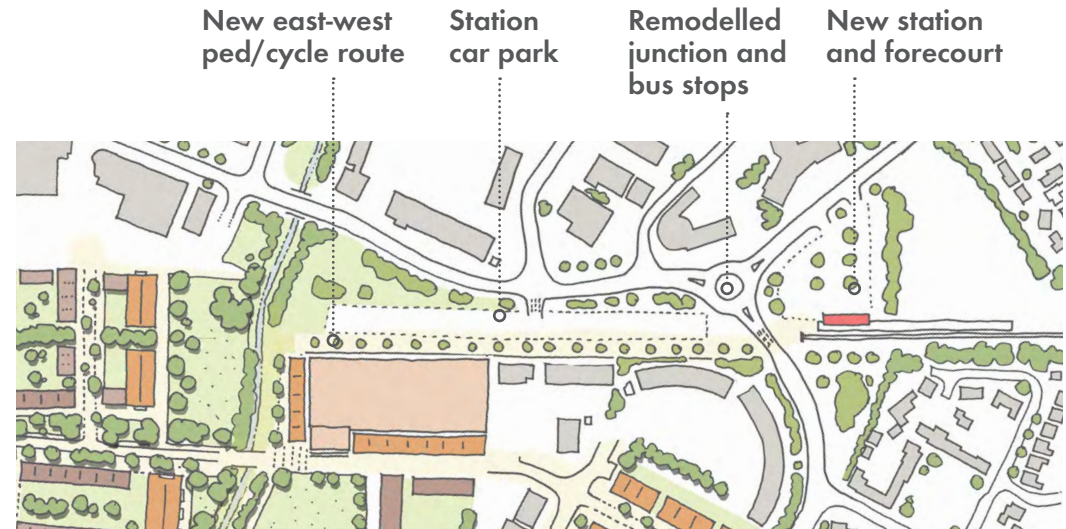 New east-west
ped/cycle route
Station
car park
Remodelled
junction and
bus stops
New station
and forecourt